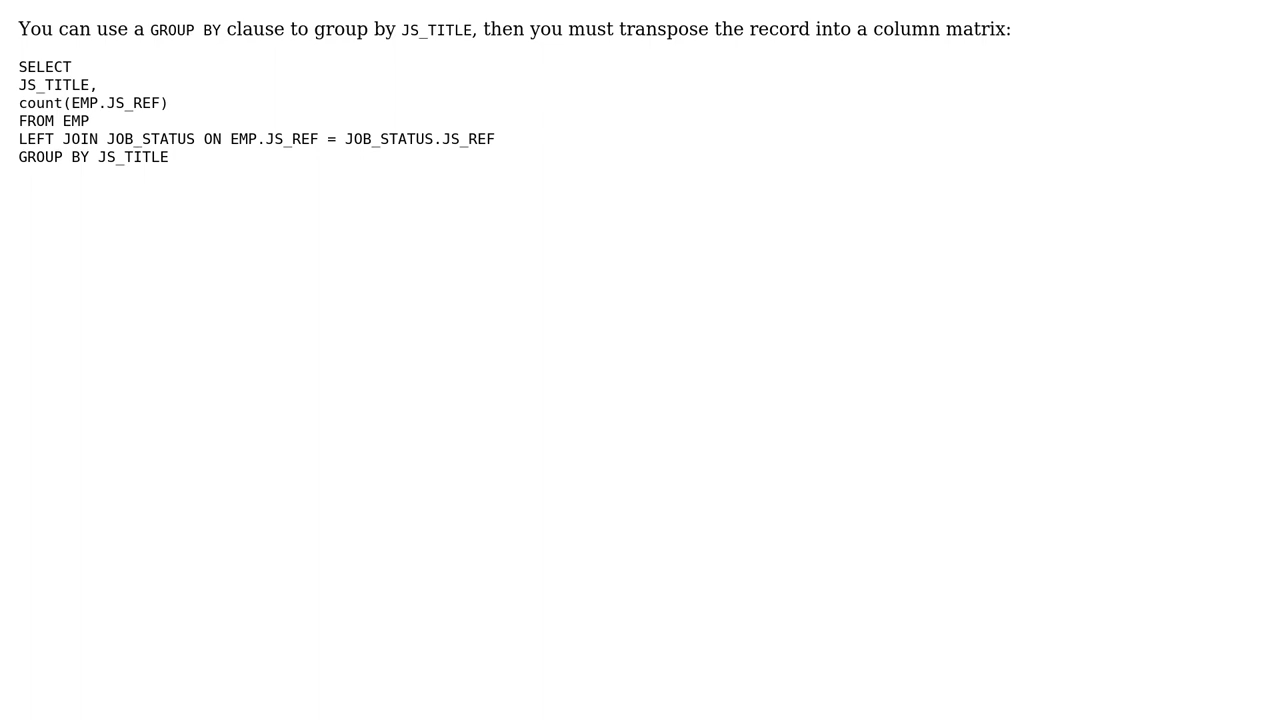 You can use a GROUP BY clause to group by JS_TITLE, then you must transpose the record into a column matrix:
SELECT
JS_TITLE,
count(EMP.JS_REF)
FROM EMP
LEFT JOIN JOB_STATUS ON EMP.JS_REF = JOB_STATUS.JS_REF
GROUP BY JS_TITLE